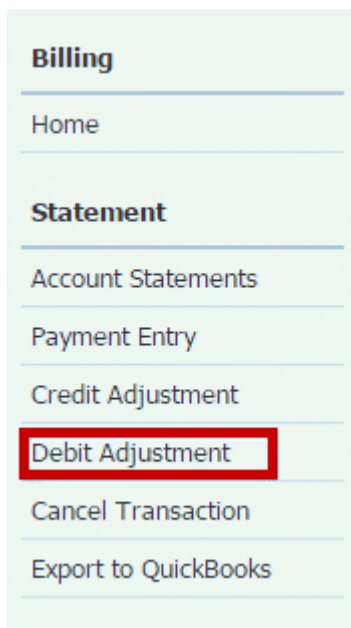 Billing
Home
Statement
Account Statements
Payment Entry
Credit Adjustment
Debit Adjustment
Cancel Transaction
Export to QuickBooks